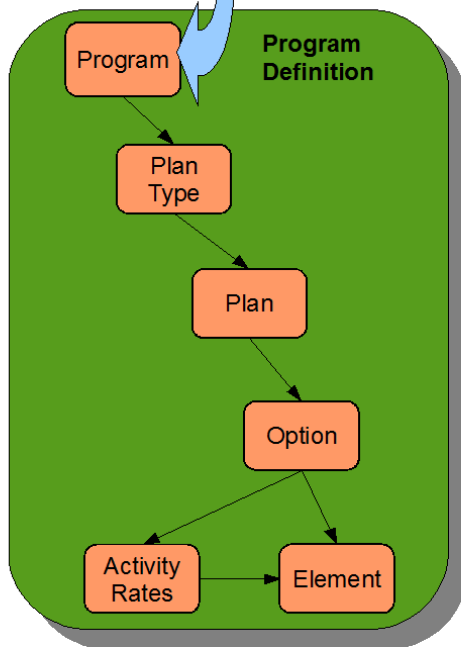 Program
Definition
Program
Plan
Type
Plan
Option
Activity
Rates
Element